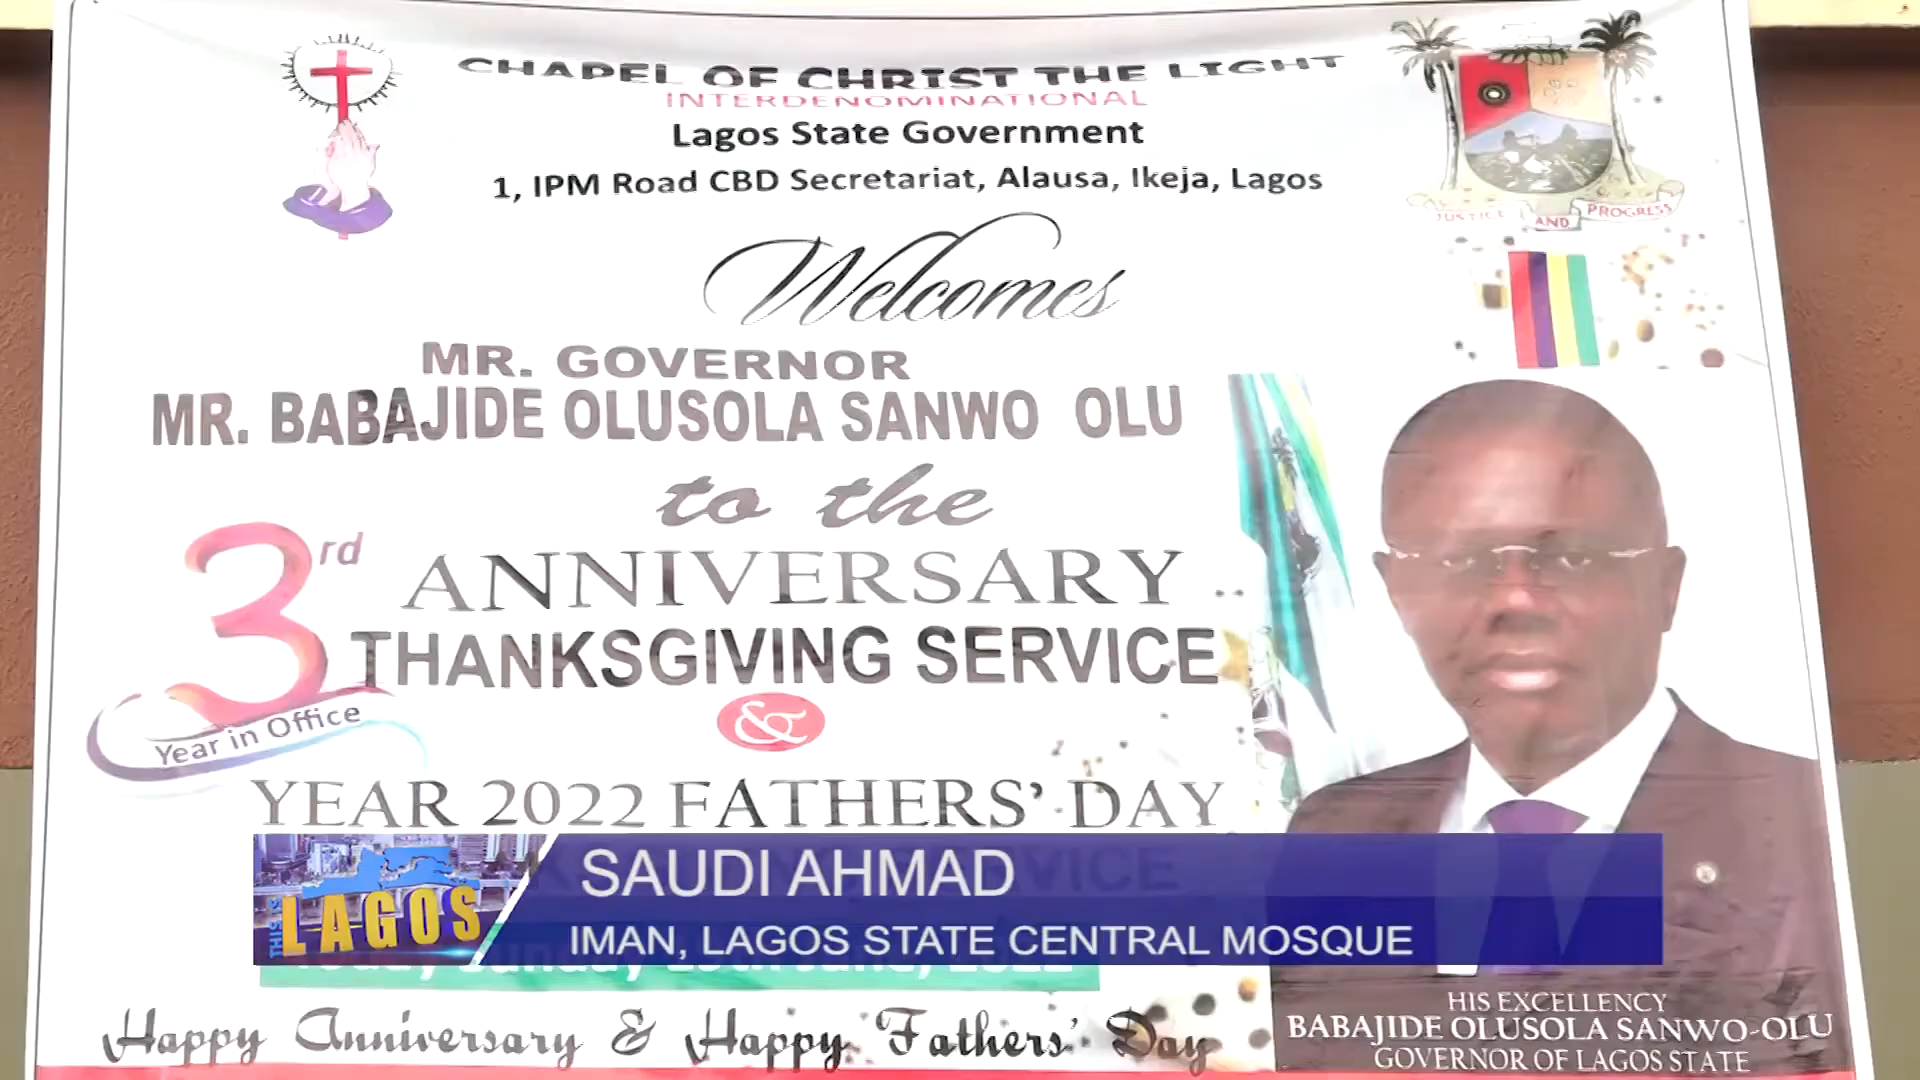 CHAPEL OF CHRIST THE LIGHT
INTERDENOMINATIONAL
Lagos State Government
1, IPM Road CBD Secretariat, Alausa, Ikeja, Lagos
JUSTICE AND PROGRESS
Welcomes
MR. GOVERNOR
MR. BABAJIDE OLUSOLA SANWO OLU
to the
3rd
ANNIVERSARY
THANKSGIVING SERVICE
Year in Office
&
YEAR 2022 FATHERS' DAY
THIS IS
LAGOS
SAUDI AHMAD
IMAN, LAGOS STATE CENTRAL MOSQUE
Happy Anniversary & Happy Fathers' Day
HIS EXCELLENCY
BABAJIDE OLUSOLA SANWO-OLU
GOVERNOR OF LAGOS STATE